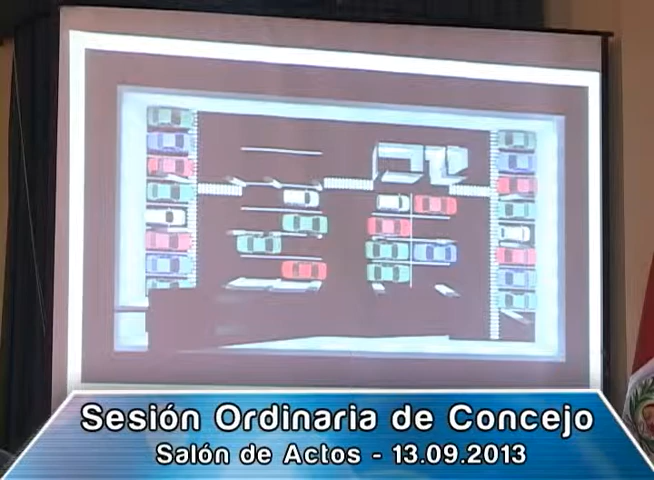 Sesión Ordinaria de Concejo
Salón de Actos - 13.09.2013